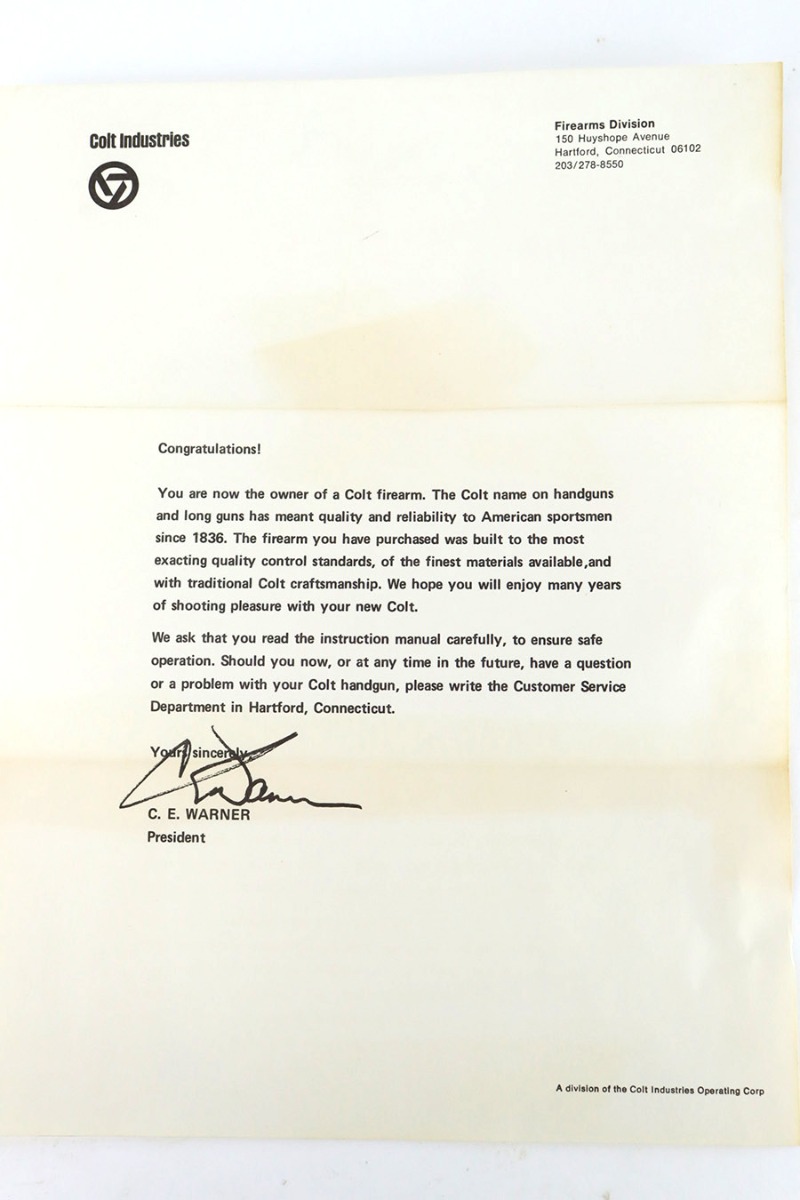 Colt Industries
Firearms Division
150 Huyshope Avenue
Hartford, Connecticut 06102
203/278-8550
Congratulations!
You are now the owner of a Colt firearm. The Colt name on handguns
and long guns has meant quality and reliability to American sportsmen
since 1836. The firearm you have purchased was built to the most
exacting quality control standards, of the finest materials available,and
with traditional Colt craftsmanship. We hope you will enjoy many years
of shooting pleasure with your new Colt.
We ask that you read the instruction manual carefully, to ensure safe
operation. Should you now, or at any time in the future, have a question
or a problem with your Colt handgun, please write the Customer Service
Department in Hartford, Connecticut.
Yours sincerely
C E Warner
C. E. WARNER
President
A division of the Colt Industries Operating Corp